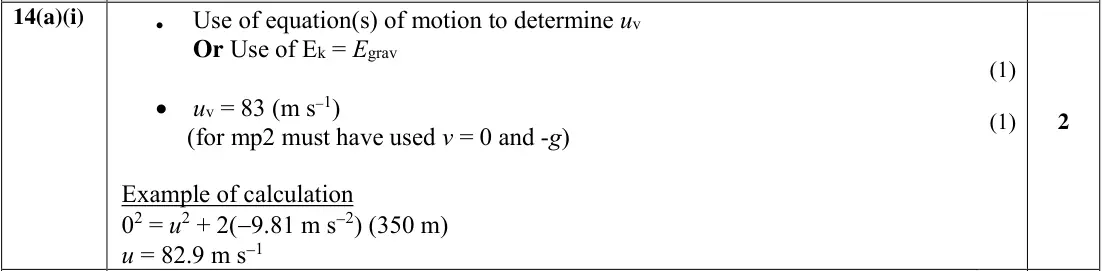 14(a)(i)
• Use of equation(s) of motion to determine uᵥ
Or Use of Eₖ = E_grav
(1)
• uᵥ = 83 (m s⁻¹)
(for mp2 must have used v = 0 and -g)
(1)
2
Example of calculation
0² = u² + 2(−9.81 m s⁻²) (350 m)
u = 82.9 m s⁻¹